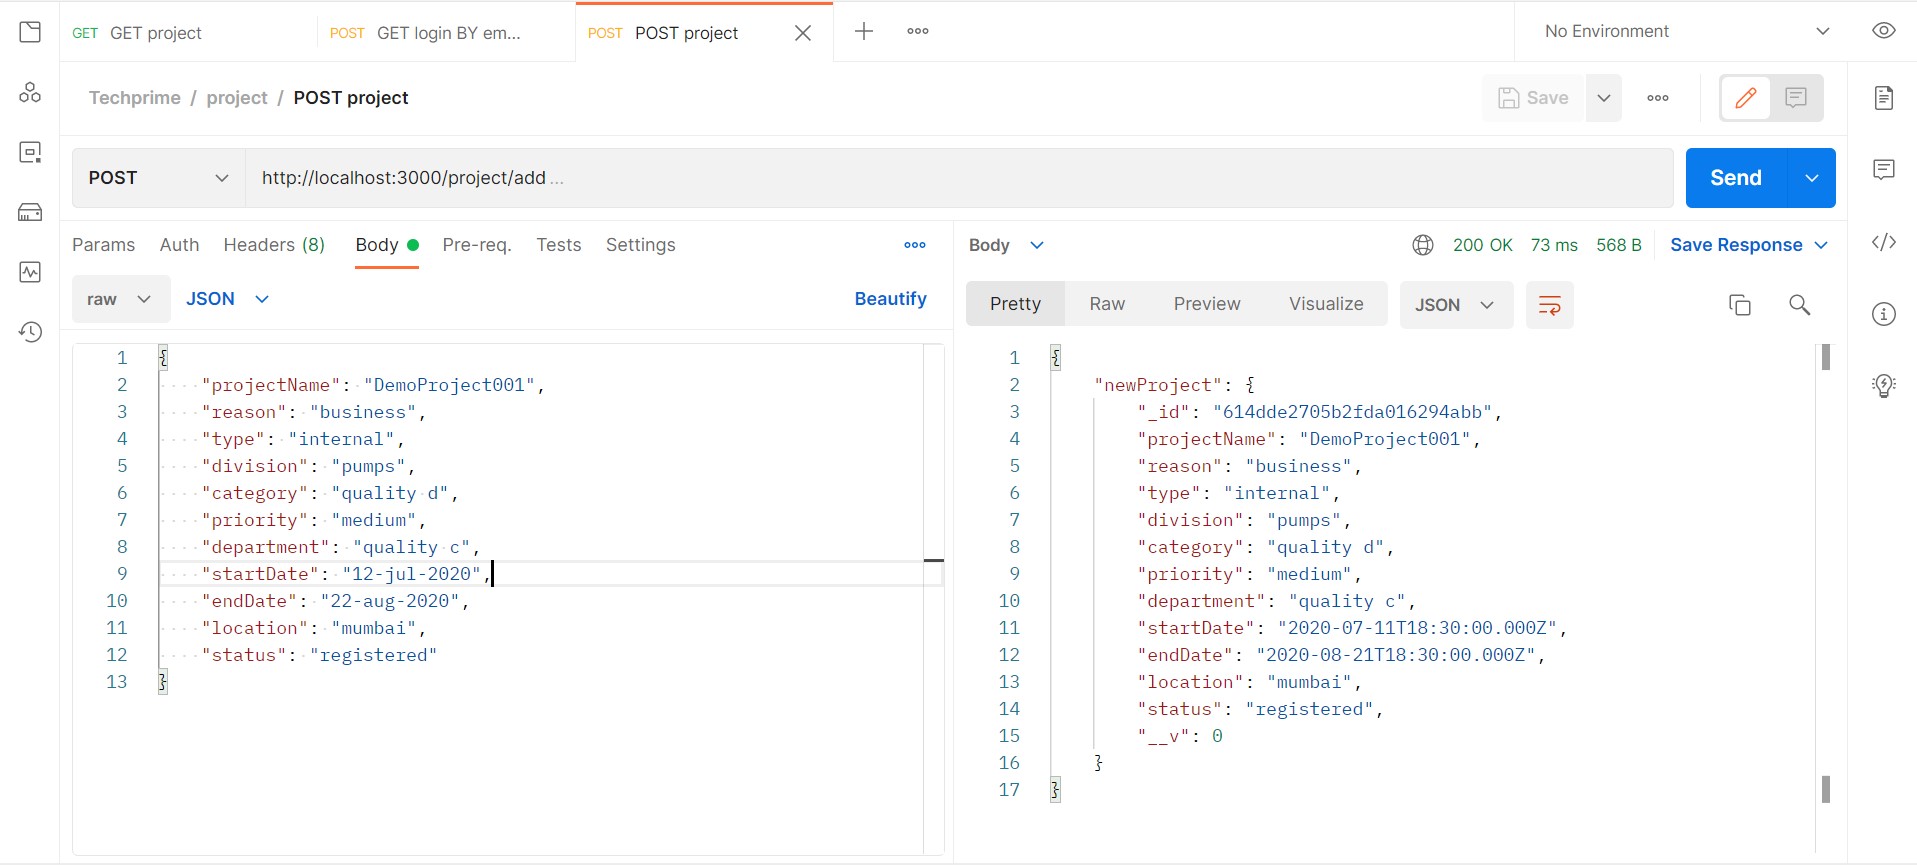 GET GET project
POST GET login BY em...
POST POST project
No Environment
Techprime / project / POST project
Save
POST
http://localhost:3000/project/add ...
Send
Params Auth Headers (8) Body Pre-req. Tests Settings
raw JSON Beautify
1 {
2 "projectName": "DemoProject001",
3 "reason": "business",
4 "type": "internal",
5 "division": "pumps",
6 "category": "quality d",
7 "priority": "medium",
8 "department": "quality c",
9 "startDate": "12-jul-2020",
10 "endDate": "22-aug-2020",
11 "location": "mumbai",
12 "status": "registered"
13 }
Body 200 OK 73 ms 568 B Save Response
Pretty Raw Preview Visualize JSON
1 {
2 "newProject": {
3 "_id": "614dde2705b2fda016294abb",
4 "projectName": "DemoProject001",
5 "reason": "business",
6 "type": "internal",
7 "division": "pumps",
8 "category": "quality d",
9 "priority": "medium",
10 "department": "quality c",
11 "startDate": "2020-07-11T18:30:00.000Z",
12 "endDate": "2020-08-21T18:30:00.000Z",
13 "location": "mumbai",
14 "status": "registered",
15 "__v": 0
16 }
17 }